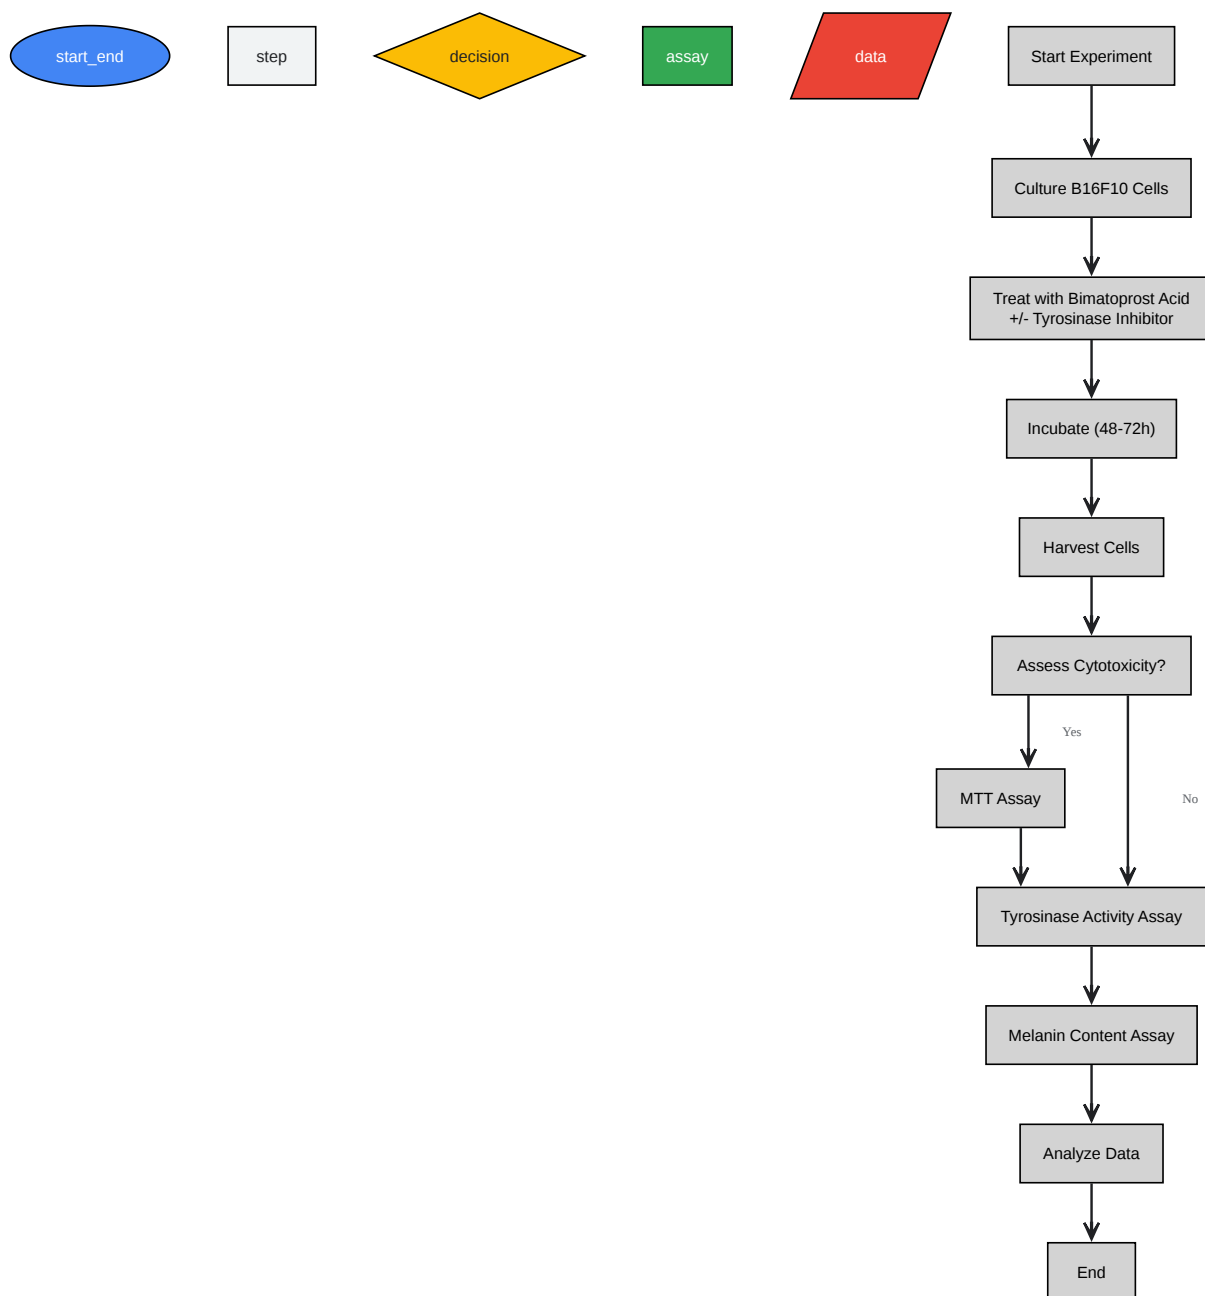 start_end
step
decision
assay
data
Start Experiment
Culture B16F10 Cells
Treat with Bimatoprost Acid
+/- Tyrosinase Inhibitor
Incubate (48-72h)
Harvest Cells
Assess Cytotoxicity?
Yes
MTT Assay
No
Tyrosinase Activity Assay
Melanin Content Assay
Analyze Data
End